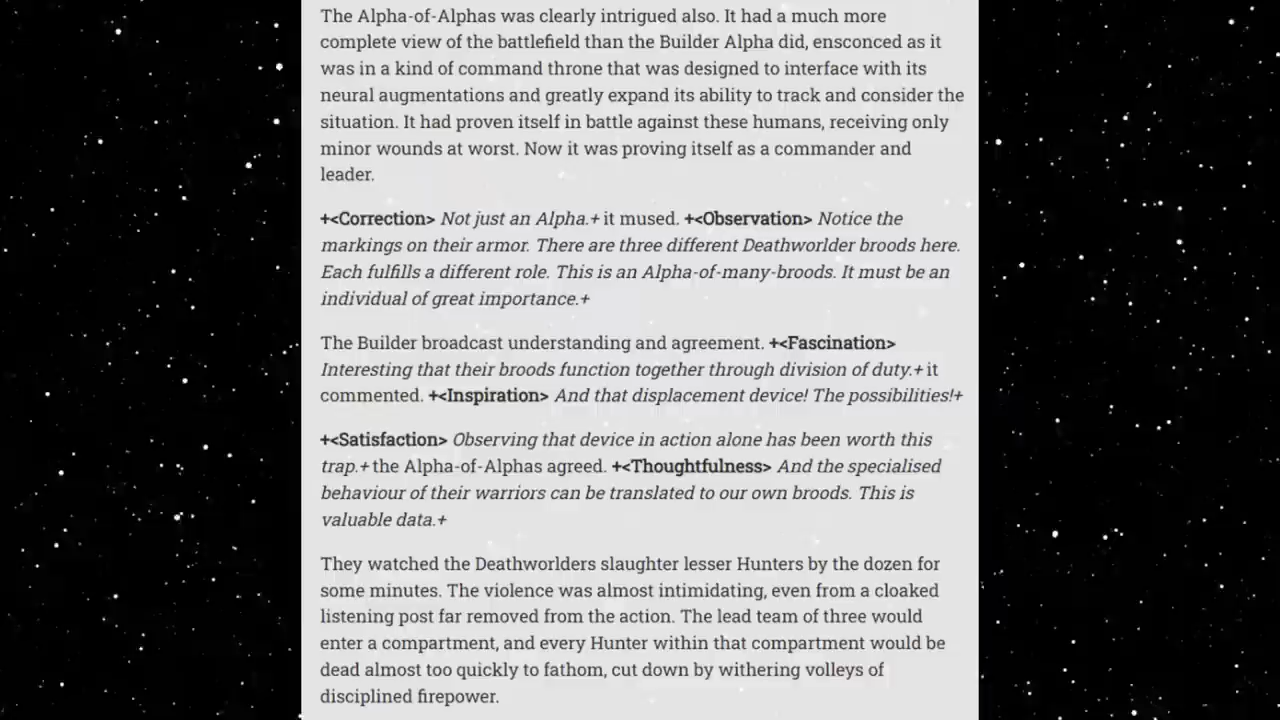 The Alpha-of-Alphas was clearly intrigued also. It had a much more
complete view of the battlefield than the Builder Alpha did, ensconced as it
was in a kind of command throne that was designed to interface with its
neural augmentations and greatly expand its ability to track and consider the
situation. It had proven itself in battle against these humans, receiving only
minor wounds at worst. Now it was proving itself as a commander and
leader.
+<Correction> Not just an Alpha.+ it mused. +<Observation> Notice the
markings on their armor. There are three different Deathworlder broods here.
Each fulfills a different role. This is an Alpha-of-many-broods. It must be an
individual of great importance.+
The Builder broadcast understanding and agreement. +<Fascination>
Interesting that their broods function together through division of duty.+ it
commented. +<Inspiration> And that displacement device! The possibilities!+
+<Satisfaction> Observing that device in action alone has been worth this
trap.+ the Alpha-of-Alphas agreed. +<Thoughtfulness> And the specialised
behaviour of their warriors can be translated to our own broods. This is
valuable data.+
They watched the Deathworlders slaughter lesser Hunters by the dozen for
some minutes. The violence was almost intimidating, even from a cloaked
listening post far removed from the action. The lead team of three would
enter a compartment, and every Hunter within that compartment would be
dead almost too quickly to fathom, cut down by withering volleys of
disciplined firepower.